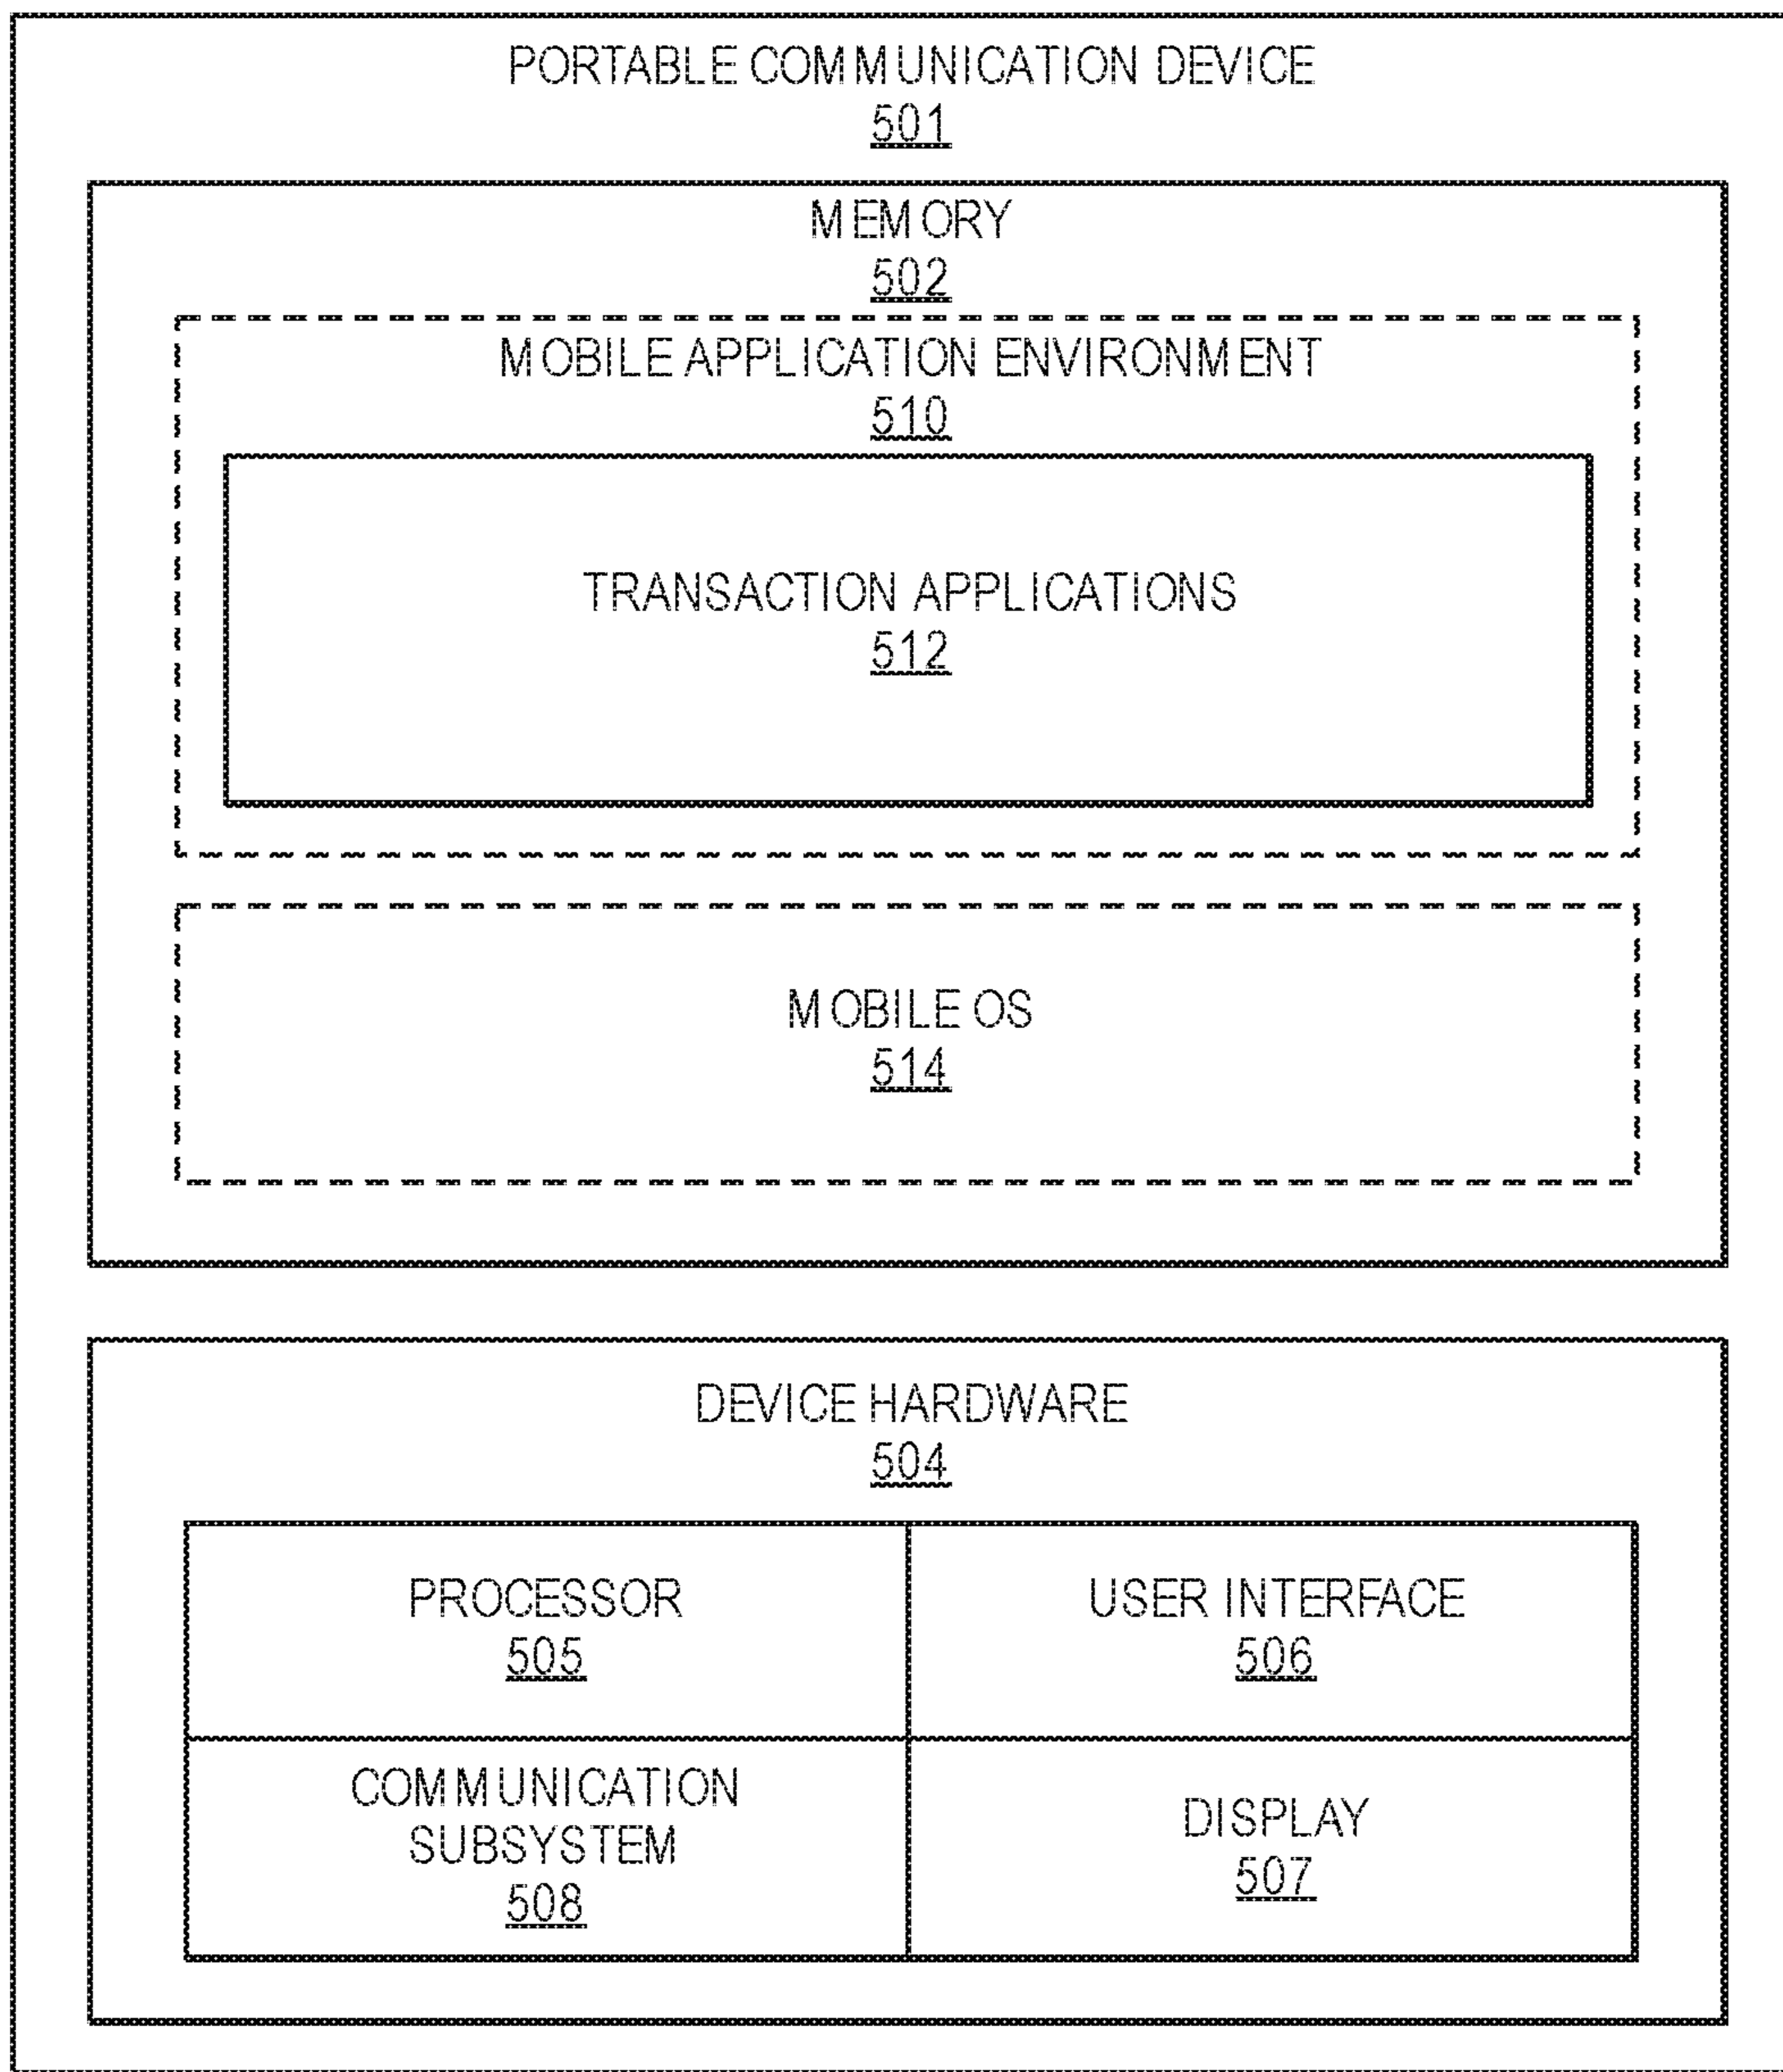 PORTABLE COMMUNICATION DEVICE
501
MEMORY
502
MOBILE APPLICATION ENVIRONMENT
510
TRANSACTION APPLICATIONS
512
MOBILE OS
514
DEVICE HARDWARE
504
PROCESSOR
505
USER INTERFACE
506
COMMUNICATION
SUBSYSTEM
508
DISPLAY
507